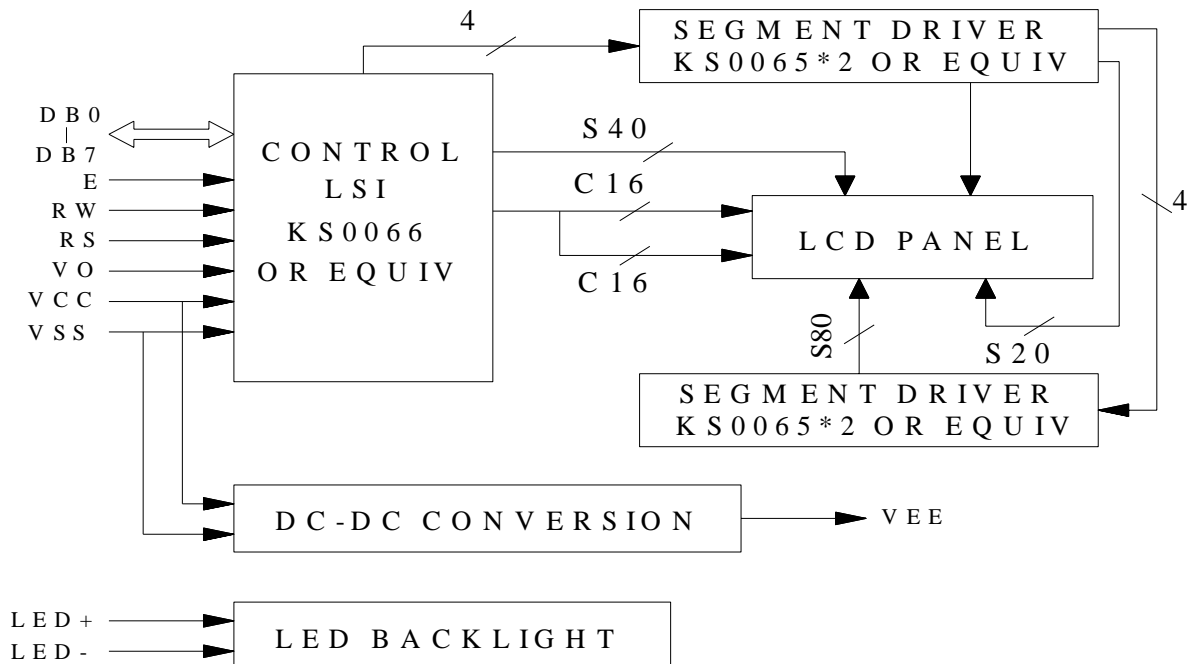 4
SEGMENT DRIVER
KS0065*2 OR EQUIV
DB0
DB7
E
RW
RS
VO
VCC
VSS
CONTROL
LSI
KS0066
OR EQUIV
S40
C16
C16
4
LCD PANEL
S80
S20
SEGMENT DRIVER
KS0065*2 OR EQUIV
DC-DC CONVERSION
VEE
LED+
LED-
LED BACKLIGHT